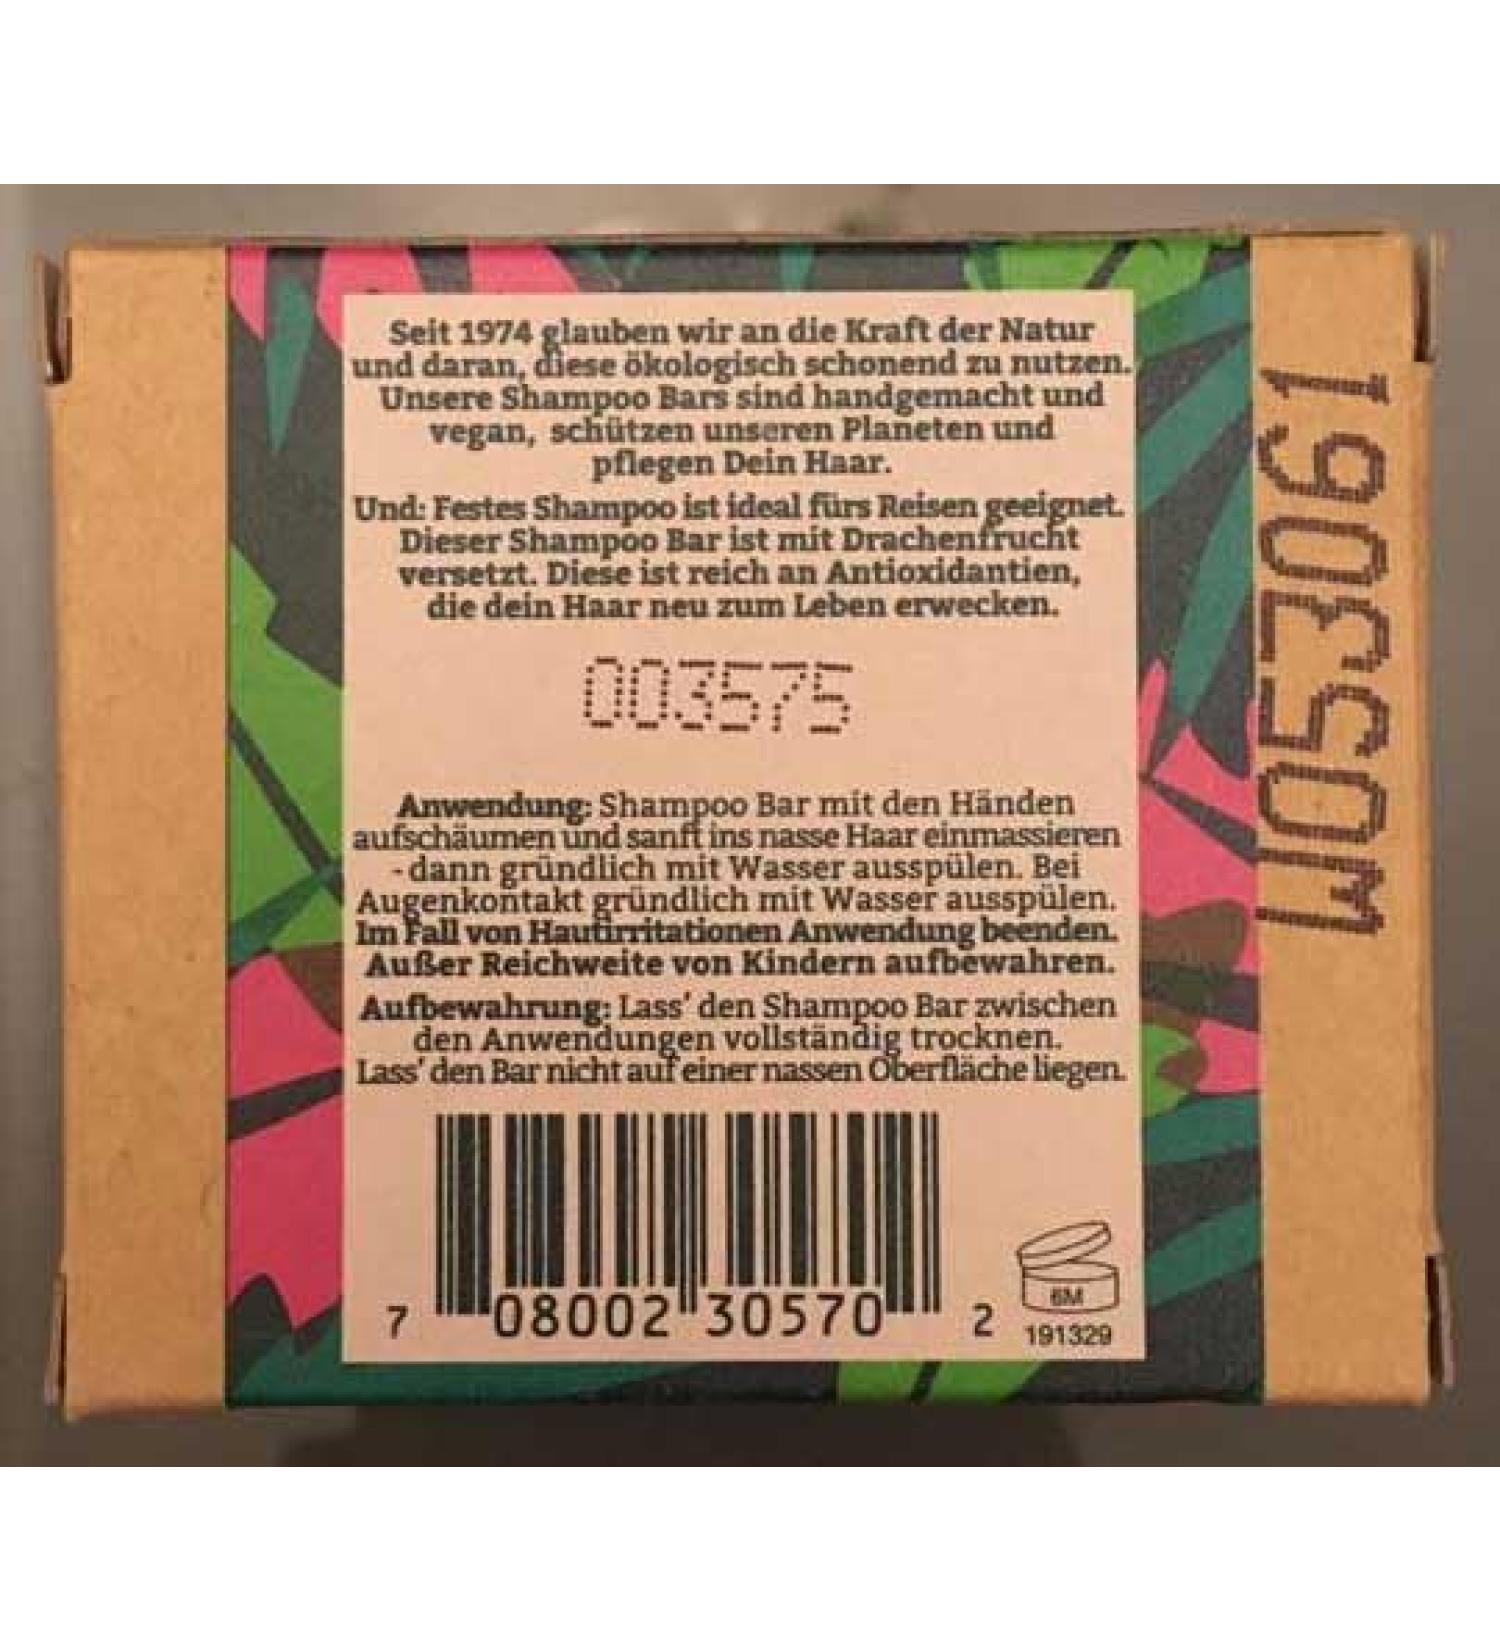 Seit 1974 glauben wir an die Kraft der Natur
und daran, diese ökologisch schonend zu nutzen.
Unsere Shampoo Bars sind handgemacht und
vegan, schützen unseren Planeten und
pflegen Dein Haar.
Und: Festes Shampoo ist ideal fürs Reisen geeignet.
Dieser Shampoo Bar ist mit Drachenfrucht
versetzt. Diese ist reich an Antioxidantien,
die dein Haar neu zum Leben erwecken.
003575
Anwendung: Shampoo Bar mit den Händen
aufschäumen und sanft ins nasse Haar einmassieren
- dann gründlich mit Wasser ausspülen. Bei
Augenkontakt gründlich mit Wasser ausspülen.
Im Fall von Hautirritationen Anwendung beenden.
Außer Reichweite von Kindern aufbewahren.
Aufbewahrung: Lass' den Shampoo Bar zwischen
den Anwendungen vollständig trocknen.
Lass' den Bar nicht auf einer nassen Oberfläche liegen.
7 08002 30570 2
6M
191329
W053061